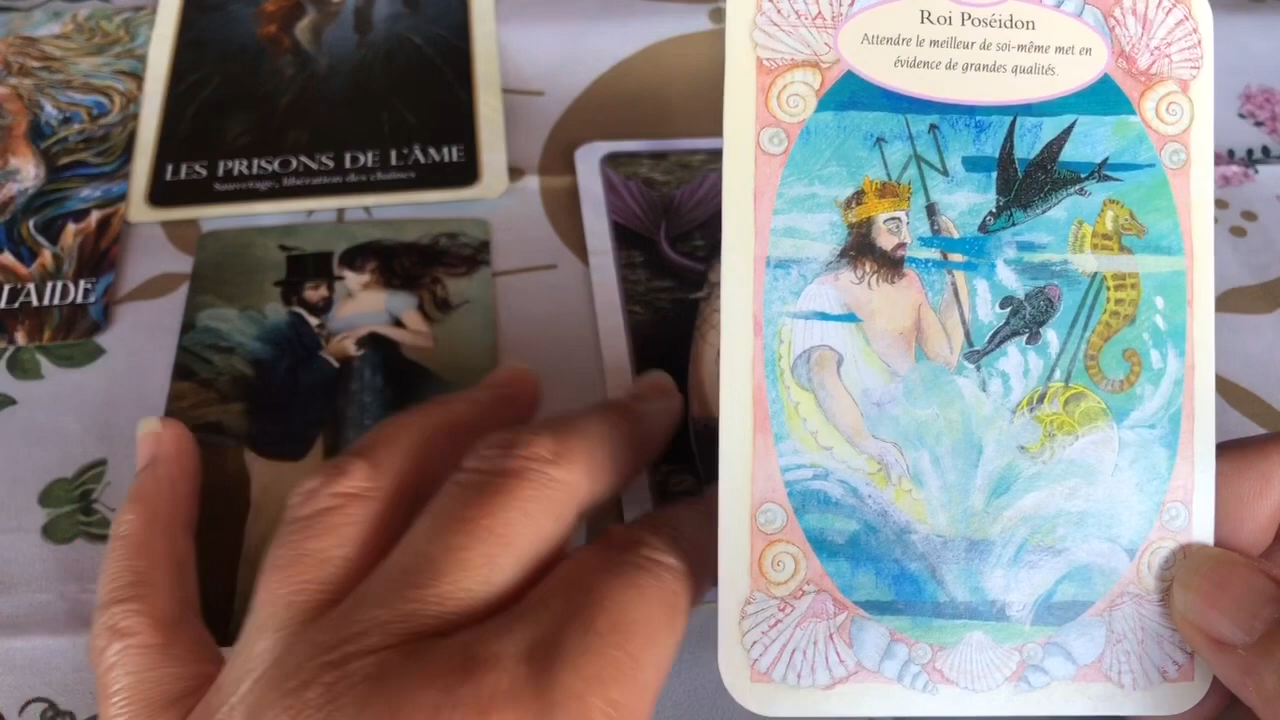 Roi Poséidon
Attendre le meilleur de soi-même met en
évidence de grandes qualités.
LES PRISONS DE L'ÂME
Sauvetage, libération des chaînes
L'AIDE